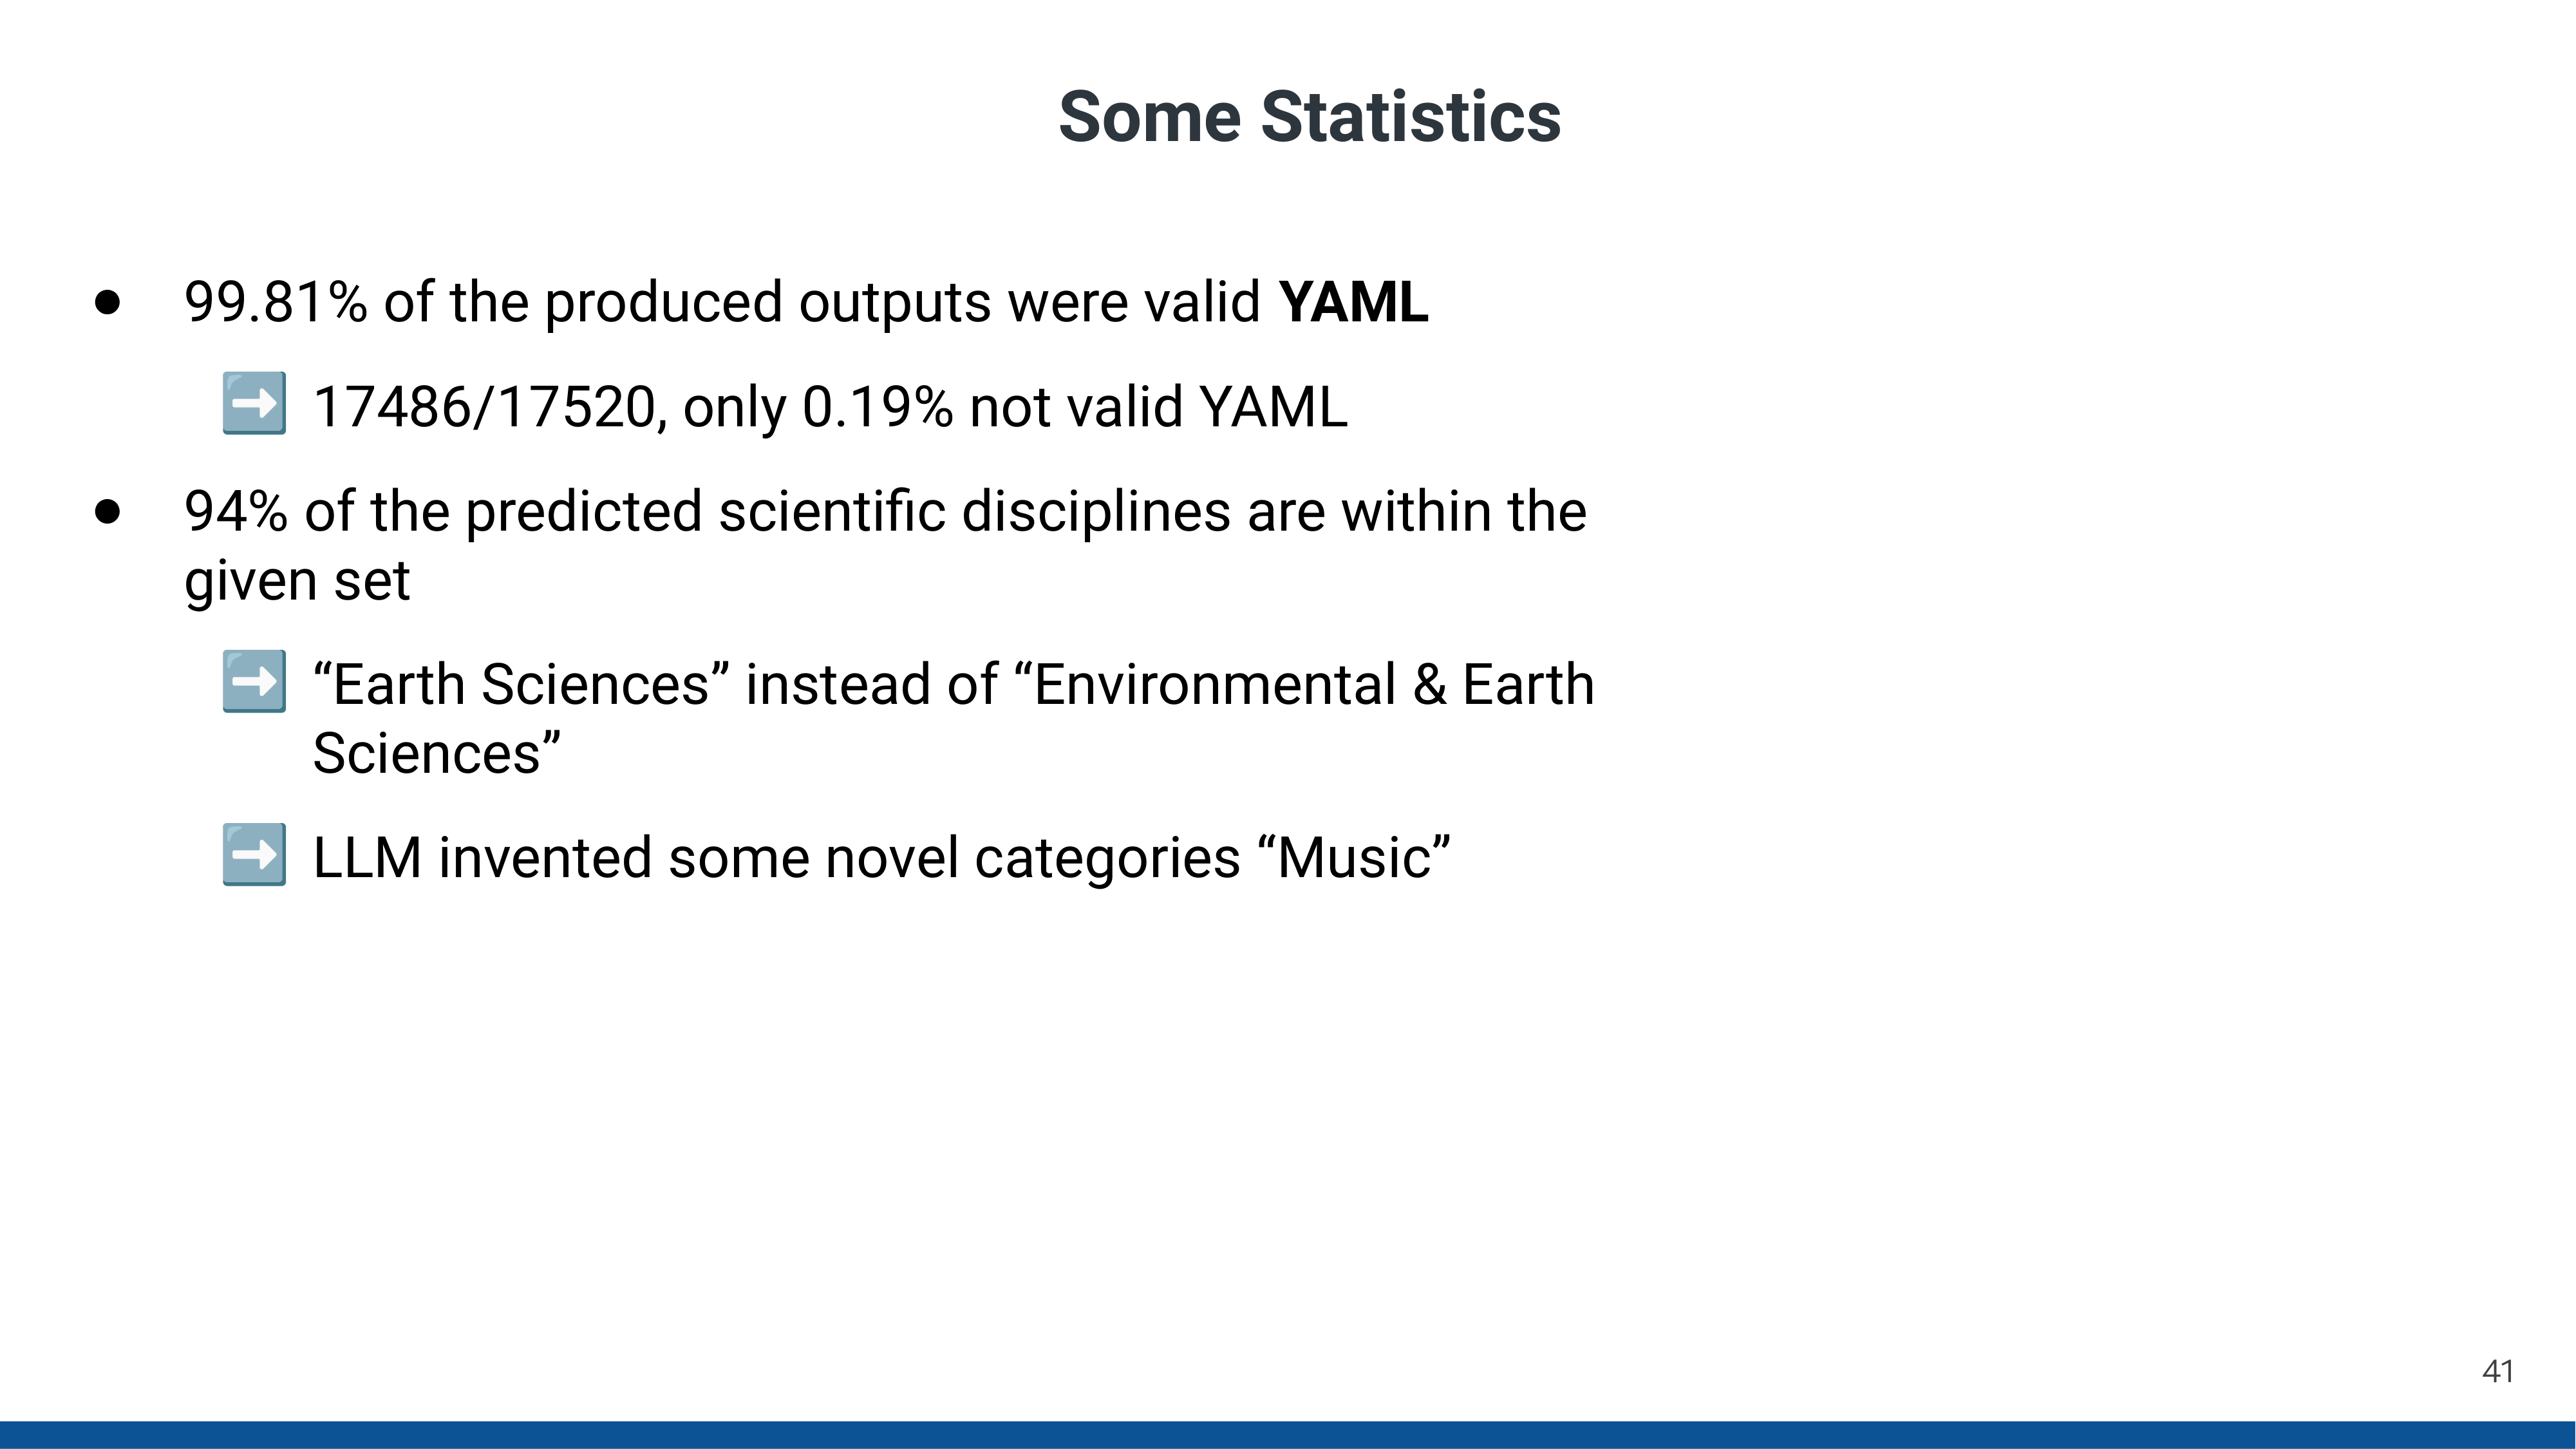 Some Statistics
● 99.81% of the produced outputs were valid YAML
➡️ 17486/17520, only 0.19% not valid YAML
● 94% of the predicted scientific disciplines are within the
given set
➡️ “Earth Sciences” instead of “Environmental & Earth
Sciences”
➡️ LLM invented some novel categories “Music”
41